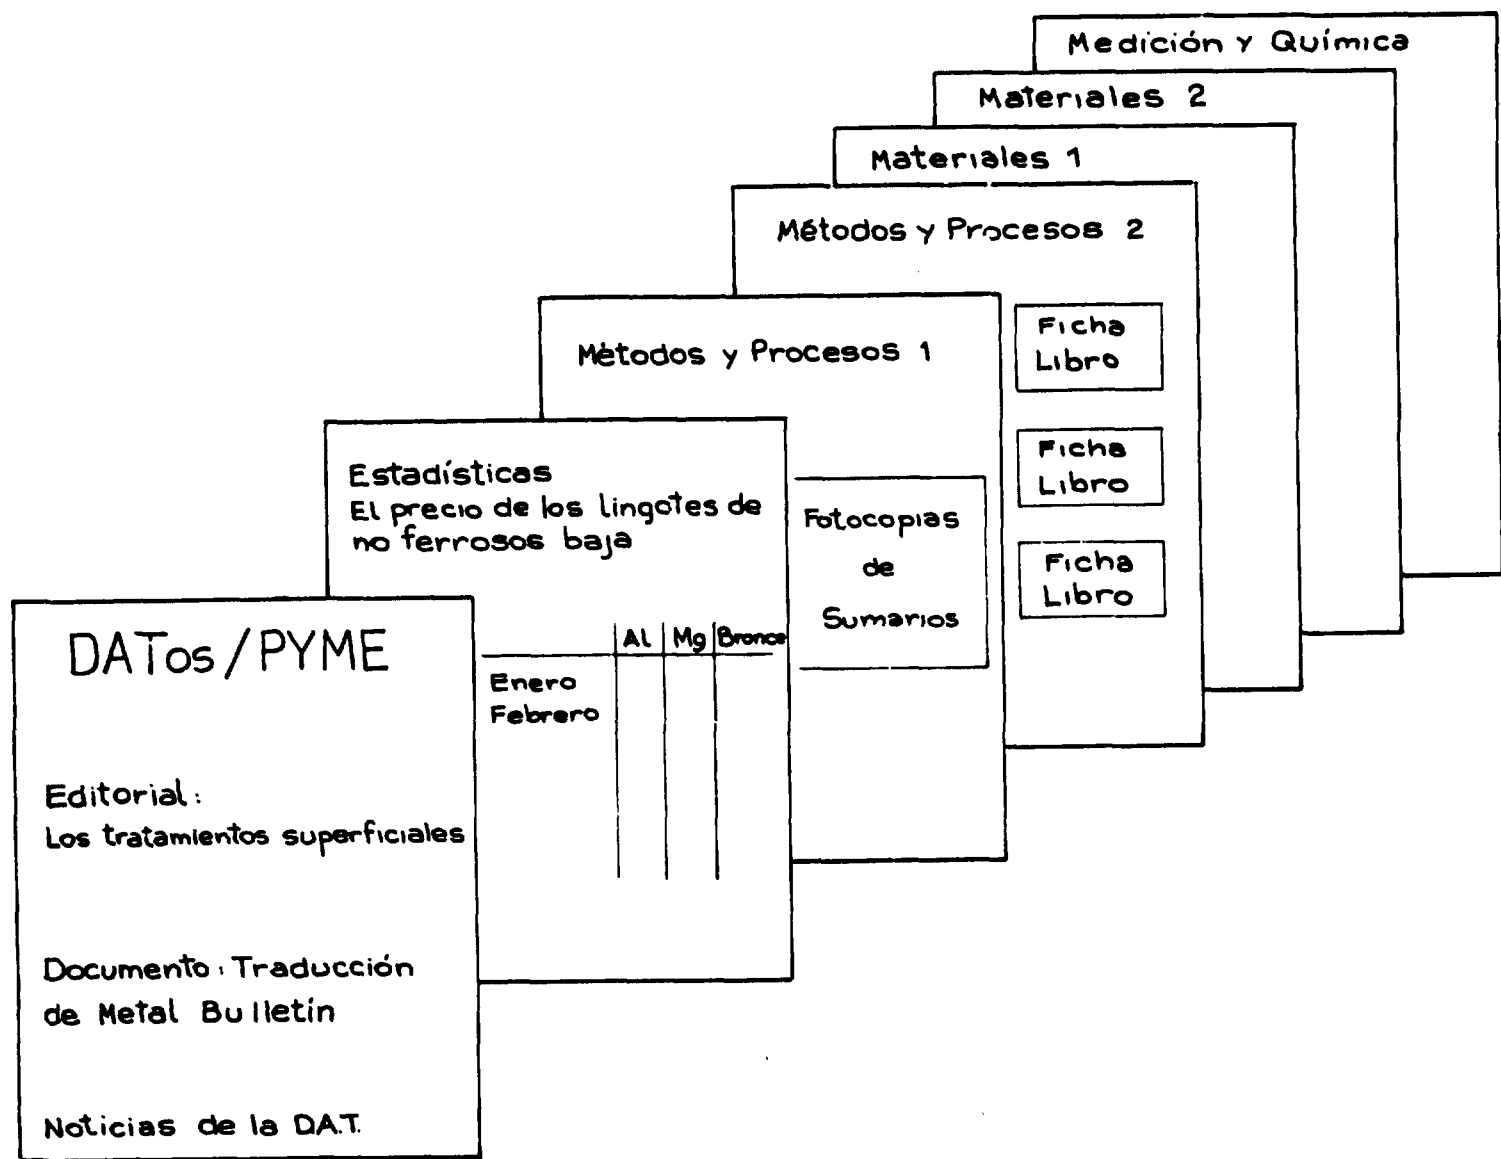 DATos/PYME
Editorial:
Los tratamientos superficiales
Documento: Traducción
de Metal Bulletín
Noticias de la D.A.T.
Estadísticas
El precio de los lingotes de
no ferrosos baja
Al Mg Bronce
Enero
Febrero
Métodos y Procesos 1
Fotocopias
de
Sumarios
Métodos y Procesos 2
Ficha
Libro
Ficha
Libro
Ficha
Libro
Materiales 1
Materiales 2
Medición y Química